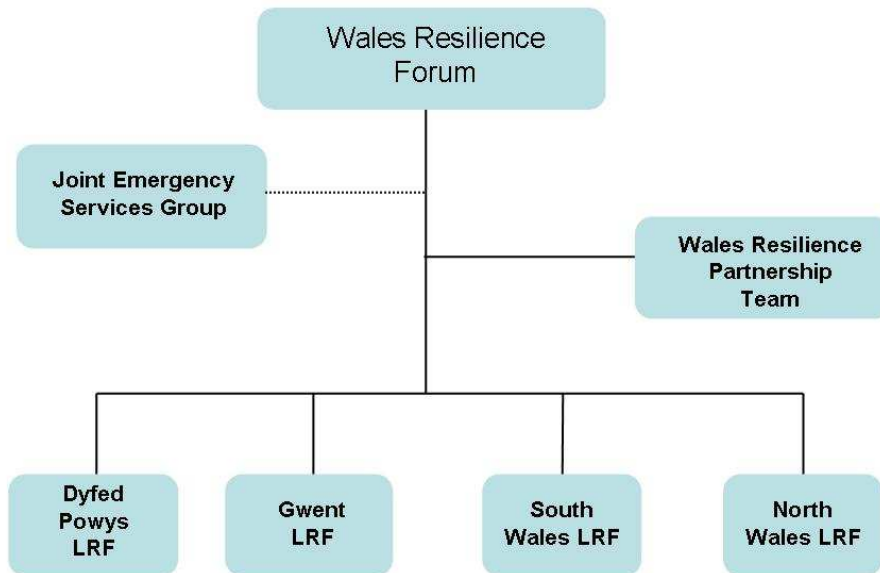 Wales Resilience
Forum
Joint Emergency
Services Group
Wales Resilience
Partnership
Team
Dyfed
Powys
LRF
Gwent
LRF
South
Wales LRF
North
Wales LRF